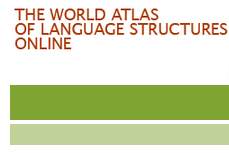 THE WORLD ATLAS
OF LANGUAGE STRUCTURES
ONLINE